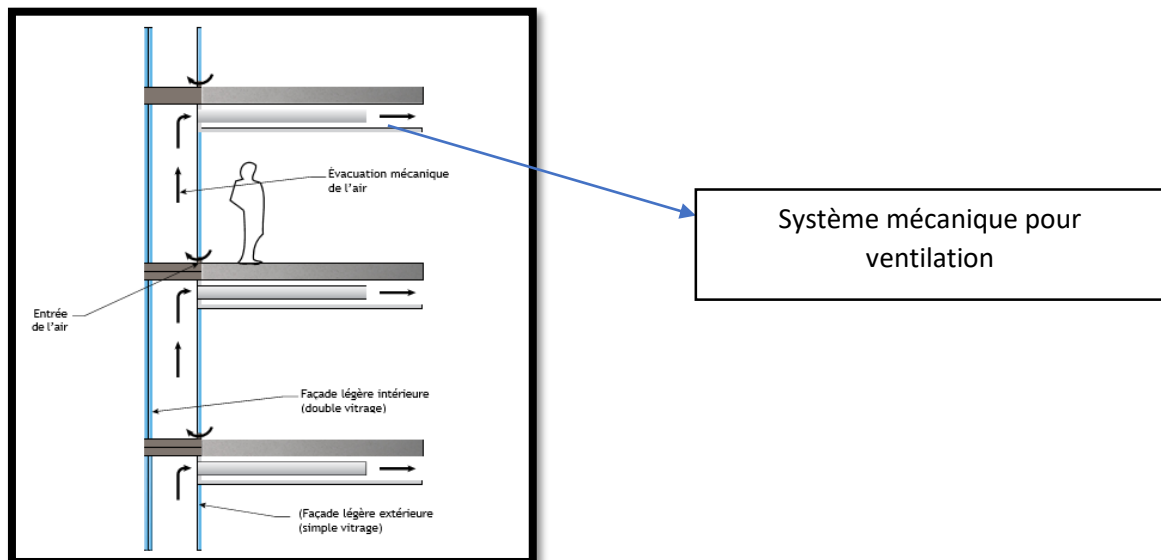 Évacuation mécanique
de l’air
Système mécanique pour
ventilation
Entrée
de l’air
Façade légère intérieure
(double vitrage)
(Façade légère extérieure
(simple vitrage)